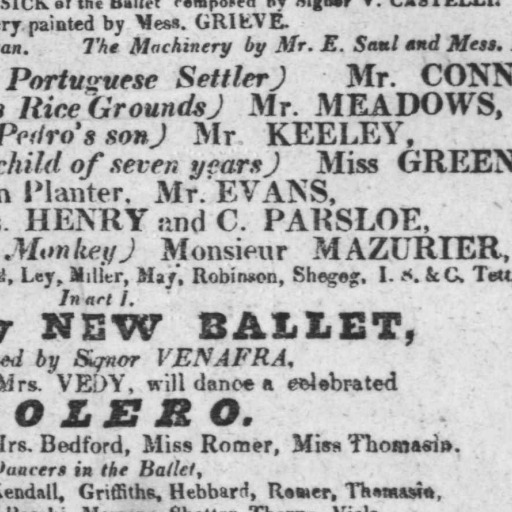 SICK of the Ballet composed by Signor V. CASTELLI.
ry painted by Mess. GRIEVE.
an. The Machinery by Mr. E. Saul and Mess.
Portuguese Settler) Mr. CONN
s Rice Grounds) Mr. MEADOWS,
Pedro's son) Mr. KEELEY,
child of seven years) Miss GREEN
n Planter, Mr. EVANS,
. HENRY and C. PARSLOE,
Monkey) Monsieur MAZURIER,
Ley, Miller, May, Robinson, Shegog, I. S. & C. Tett
In act I.
NEW BALLET,
ed by Signor VENAFRA,
Mrs. VEDY, will dance a celebrated
OLERO.
Mrs. Bedford, Miss Romer, Miss Thomasin.
Dancers in the Ballet,
Kendall, Griffiths, Hebbard, Romer, Thomasin,